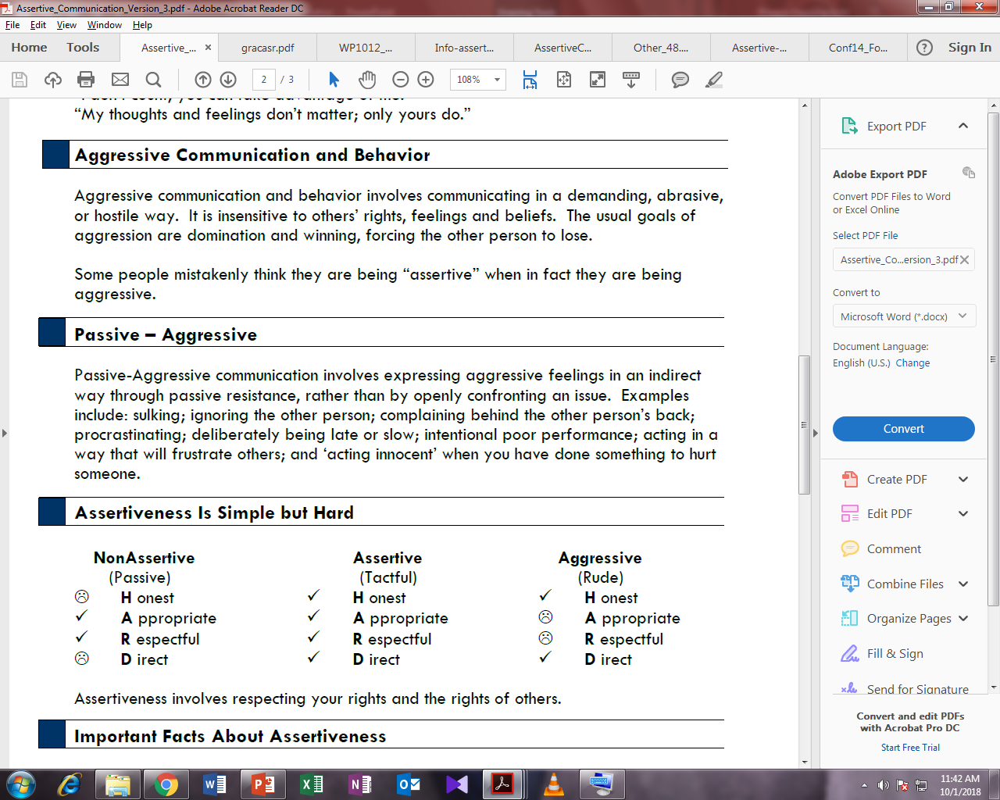 Assertive_Communication_Version_3.pdf - Adobe Acrobat Reader DC
File Edit View Window Help
Home Tools Assertive_... × gracasr.pdf WP1012_... Info-assert... AssertiveC... Other_48.... Assertive-... Conf14_Fo... Sign In
2 / 3 108%
“My thoughts and feelings don’t matter; only yours do.”
Aggressive Communication and Behavior
Aggressive communication and behavior involves communicating in a demanding, abrasive,
or hostile way. It is insensitive to others’ rights, feelings and beliefs. The usual goals of
aggression are domination and winning, forcing the other person to lose.
Some people mistakenly think they are being “assertive” when in fact they are being
aggressive.
Passive – Aggressive
Passive-Aggressive communication involves expressing aggressive feelings in an indirect
way through passive resistance, rather than by openly confronting an issue. Examples
include: sulking; ignoring the other person; complaining behind the other person’s back;
procrastinating; deliberately being late or slow; intentional poor performance; acting in a
way that will frustrate others; and ‘acting innocent’ when you have done something to hurt
someone.
Assertiveness Is Simple but Hard
NonAssertive Assertive Aggressive
(Passive) (Tactful) (Rude)
☹ H onest ✓ H onest ✓ H onest
✓ A ppropriate ✓ A ppropriate ☹ A ppropriate
✓ R espectful ✓ R espectful ☹ R espectful
☹ D irect ✓ D irect ✓ D irect
Assertiveness involves respecting your rights and the rights of others.
Important Facts About Assertiveness
Export PDF
Adobe Export PDF
Convert PDF Files to Word
or Excel Online
Select PDF File
Assertive_Co...ersion_3.pdf
Convert to
Microsoft Word (*.docx)
Document Language:
English (U.S.) Change
Convert
Create PDF
Edit PDF
Comment
Combine Files
Organize Pages
Fill & Sign
Send for Signature
Convert and edit PDFs
with Acrobat Pro DC
Start Free Trial
11:42 AM
10/1/2018